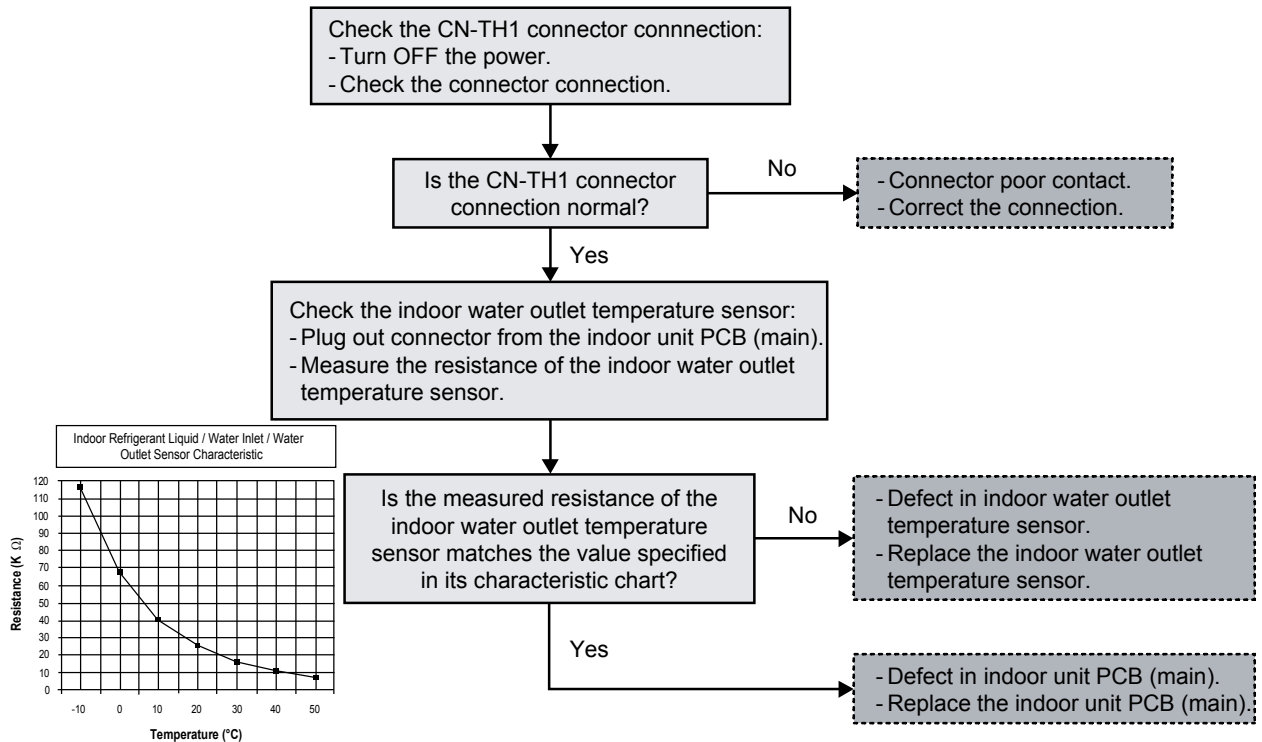 Check the CN-TH1 connector connnection:
- Turn OFF the power.
- Check the connector connection.
Is the CN-TH1 connector
connection normal?
No
- Connector poor contact.
- Correct the connection.
Yes
Check the indoor water outlet temperature sensor:
- Plug out connector from the indoor unit PCB (main).
- Measure the resistance of the indoor water outlet
temperature sensor.
Indoor Refrigerant Liquid / Water Inlet / Water
Outlet Sensor Characteristic
Resistance (K Ω)
120
110
100
90
80
70
60
50
40
30
20
10
0
-10 0 10 20 30 40 50
Temperature (°C)
Is the measured resistance of the
indoor water outlet temperature
sensor matches the value specified
in its characteristic chart?
No
- Defect in indoor water outlet
temperature sensor.
- Replace the indoor water outlet
temperature sensor.
Yes
- Defect in indoor unit PCB (main).
- Replace the indoor unit PCB (main).